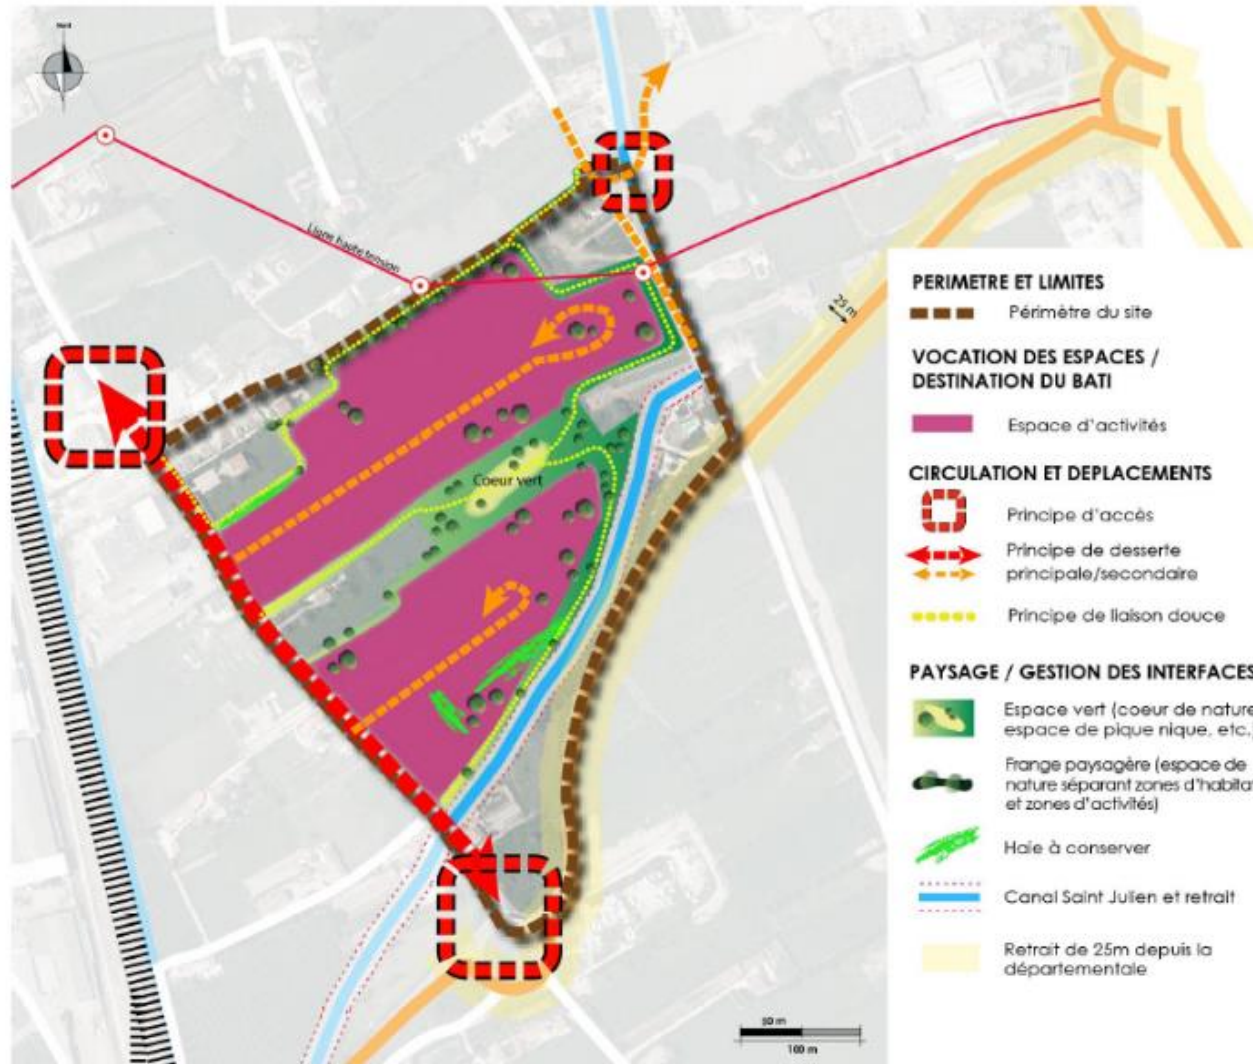 Nord
Ligne haute tension
25 m
Coeur vert
PERIMETRE ET LIMITES
Périmètre du site
VOCATION DES ESPACES /
DESTINATION DU BATI
Espace d'activités
CIRCULATION ET DEPLACEMENTS
Principe d'accès
Principe de desserte
principale/secondaire
Principe de liaison douce
PAYSAGE / GESTION DES INTERFACES
Espace vert (coeur de nature
espace de pique nique, etc.
Frange paysagère (espace de
nature séparant zones d'habita
et zones d'activités)
Haie à conserver
Canal Saint Julien et retrait
Retrait de 25m depuis la
départementale
50 m
100 m